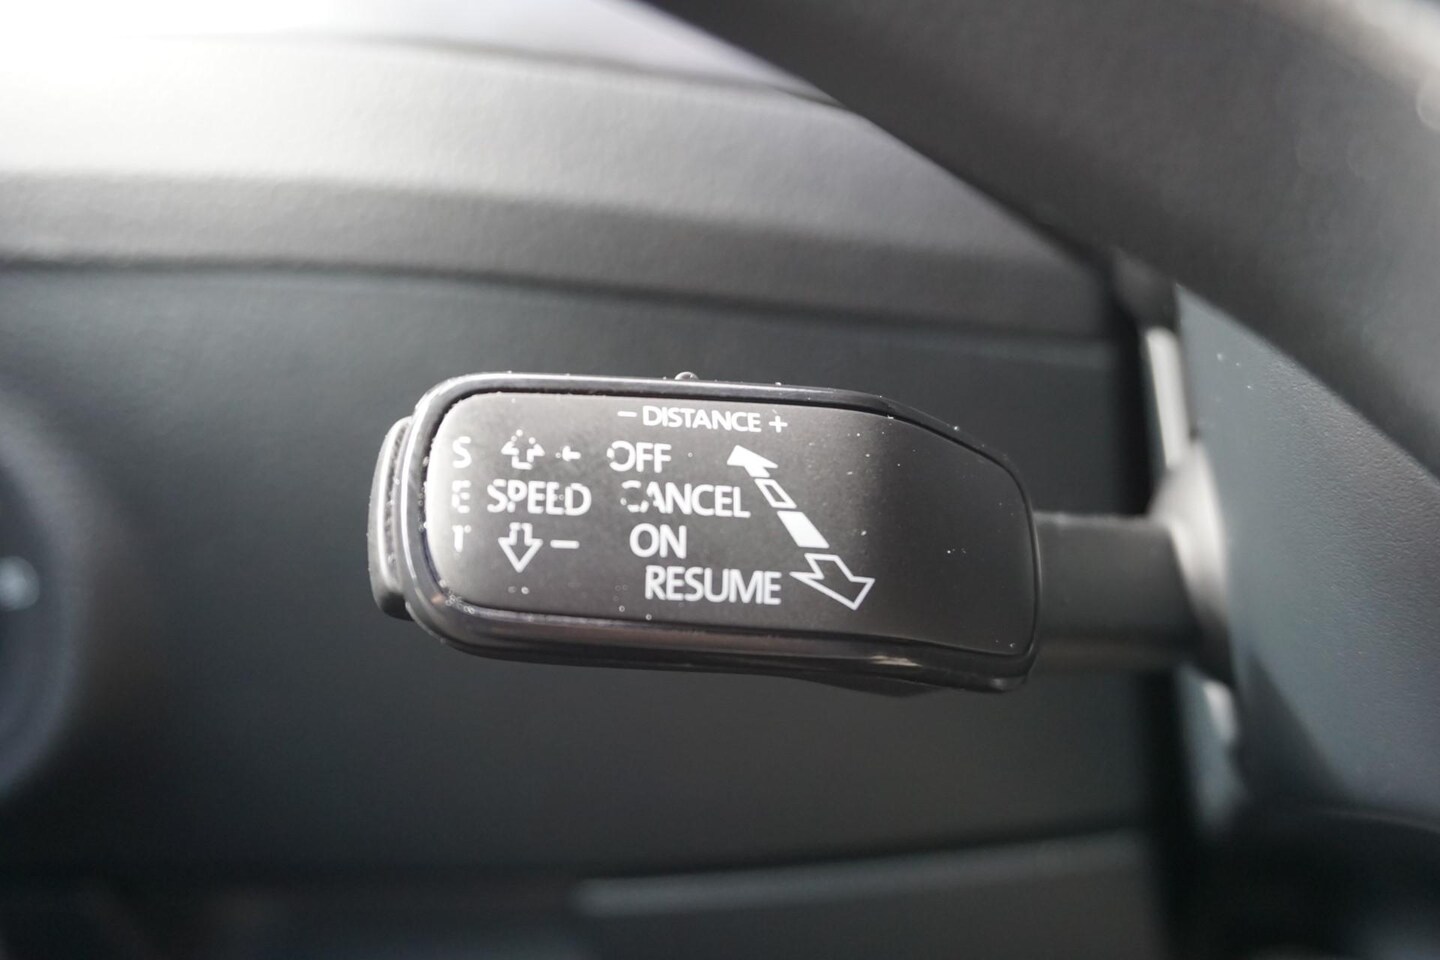 − DISTANCE +
S + OFF
E SPEED CANCEL
T − ON
RESUME